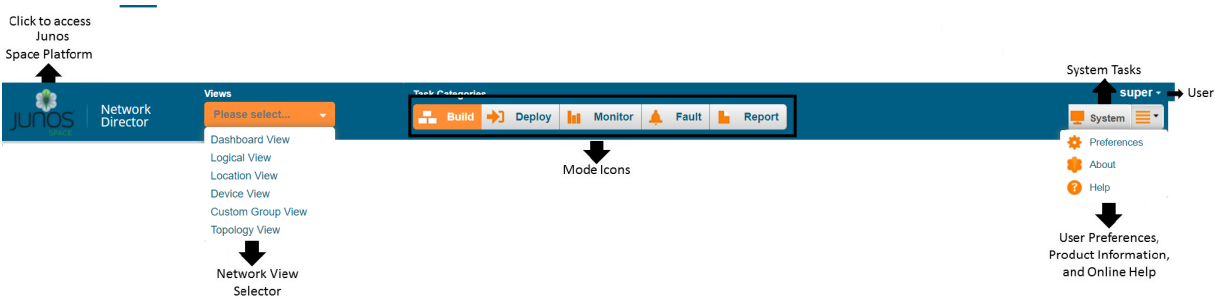 Click to access
Junos
Space Platform
System Tasks
Views
Task Categories
super
User
JUNOS
SPACE
Network
Director
Please select...
Build
Deploy
Monitor
Fault
Report
System
Dashboard View
Logical View
Location View
Device View
Custom Group View
Topology View
Mode Icons
Preferences
About
? Help
Network View
Selector
User Preferences,
Product Information,
and Online Help